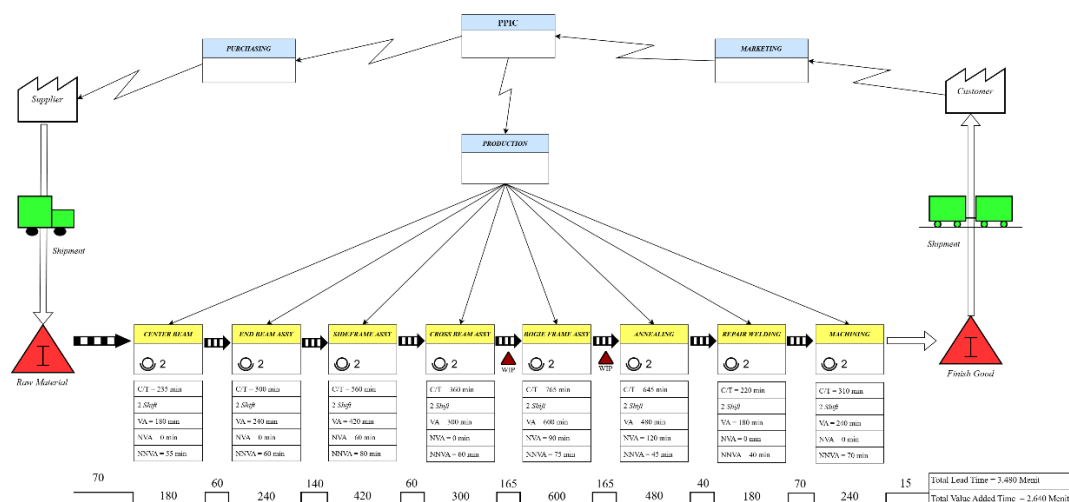 PPIC
PURCHASING
MARKETING
Supplier
Customer
PRODUCTION
Shipment
Shipment
CENTER BEAM
END BEAM ASSY
SIDEFRAME ASSY
CROSS BEAM ASSY
BOGIE FRAME ASSY
ANNEALING
REPAIR WELDING
MACHINING
2
2
2
2
2
2
2
2
WIP
WIP
I
Raw Material
I
Finish Good
C/T = 235 min
2 Shift
VA = 180 min
NVA = 0 min
NNVA = 55 min
C/T = 300 min
2 Shift
VA = 240 min
NVA = 0 min
NNVA = 60 min
C/T = 560 min
2 Shift
VA = 420 min
NVA = 60 min
NNVA = 80 min
C/T = 360 min
2 Shift
VA = 300 min
NVA = 0 min
NNVA = 60 min
C/T = 765 min
2 Shift
VA = 600 min
NVA = 90 min
NNVA = 75 min
C/T = 645 min
2 Shift
VA = 480 min
NVA = 120 min
NNVA = 45 min
C/T = 220 min
2 Shift
VA = 180 min
NVA = 0 min
NNVA = 40 min
C/T = 310 min
2 Shift
VA = 240 min
NVA = 0 min
NNVA = 70 min
70 60 140 60 165 165 40 70 15
180 240 420 300 600 480 180 240
Total Lead Time = 3.480 Menit
Total Value Added Time = 2.640 Menit